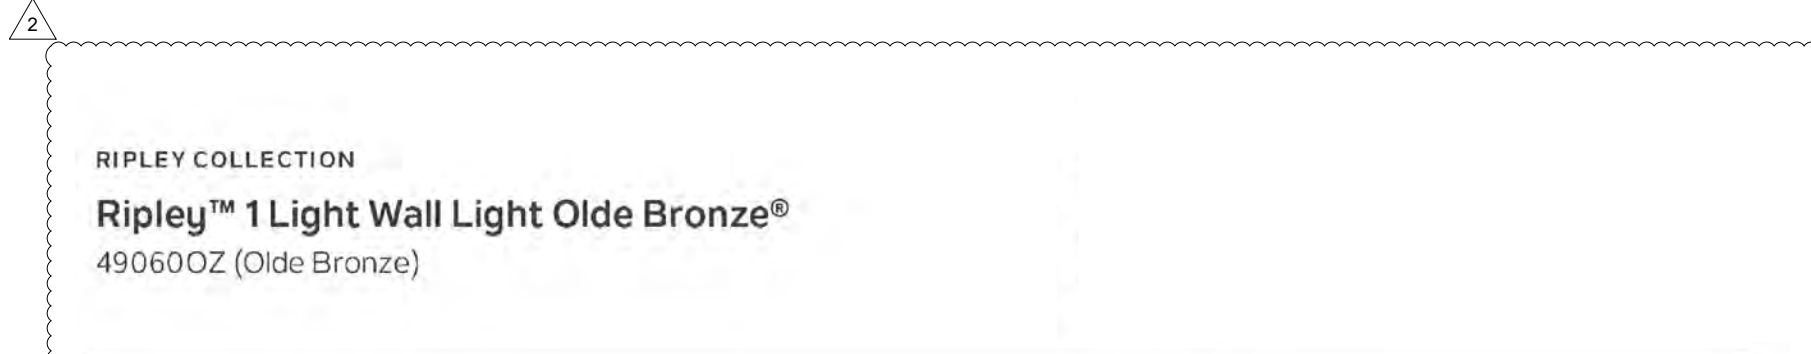 2
RIPLEY COLLECTION
Ripley™ 1 Light Wall Light Olde Bronze®
49060OZ (Olde Bronze)